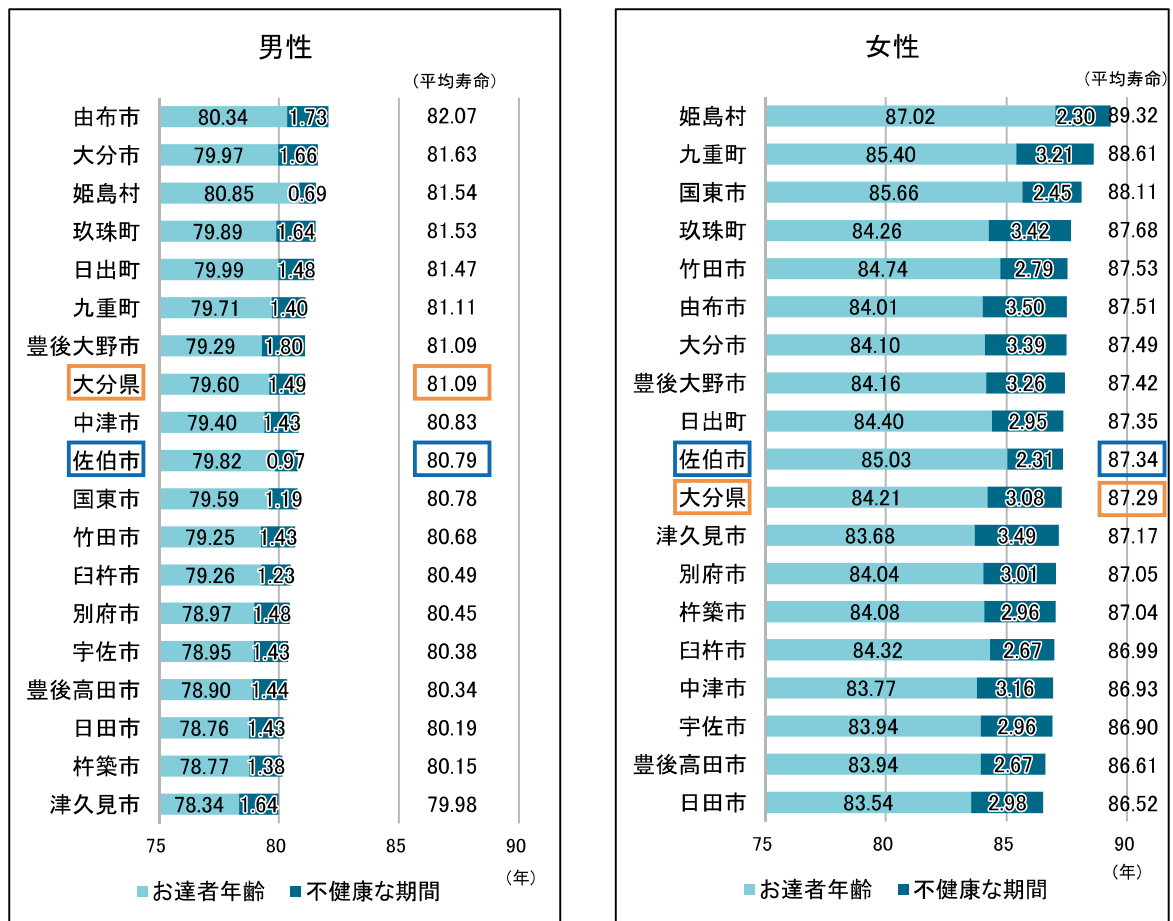 男性
(平均寿命)
由布市 80.34 1.73 82.07
大分市 79.97 1.66 81.63
姫島村 80.85 0.69 81.54
玖珠町 79.89 1.64 81.53
日出町 79.99 1.48 81.47
九重町 79.71 1.40 81.11
豊後大野市 79.29 1.80 81.09
大分県 79.60 1.49 81.09
中津市 79.40 1.43 80.83
佐伯市 79.82 0.97 80.79
国東市 79.59 1.19 80.78
竹田市 79.25 1.43 80.68
臼杵市 79.26 1.23 80.49
別府市 78.97 1.48 80.45
宇佐市 78.95 1.43 80.38
豊後高田市 78.90 1.44 80.34
日田市 78.76 1.43 80.19
杵築市 78.77 1.38 80.15
津久見市 78.34 1.64 79.98
75 80 85 90
(年)
お達者年齢 不健康な期間
女性
(平均寿命)
姫島村 87.02 2.30 89.32
九重町 85.40 3.21 88.61
国東市 85.66 2.45 88.11
玖珠町 84.26 3.42 87.68
竹田市 84.74 2.79 87.53
由布市 84.01 3.50 87.51
大分市 84.10 3.39 87.49
豊後大野市 84.16 3.26 87.42
日出町 84.40 2.95 87.35
佐伯市 85.03 2.31 87.34
大分県 84.21 3.08 87.29
津久見市 83.68 3.49 87.17
別府市 84.04 3.01 87.05
杵築市 84.08 2.96 87.04
臼杵市 84.32 2.67 86.99
中津市 83.77 3.16 86.93
宇佐市 83.94 2.96 86.90
豊後高田市 83.94 2.67 86.61
日田市 83.54 2.98 86.52
75 80 85 90
(年)
お達者年齢 不健康な期間